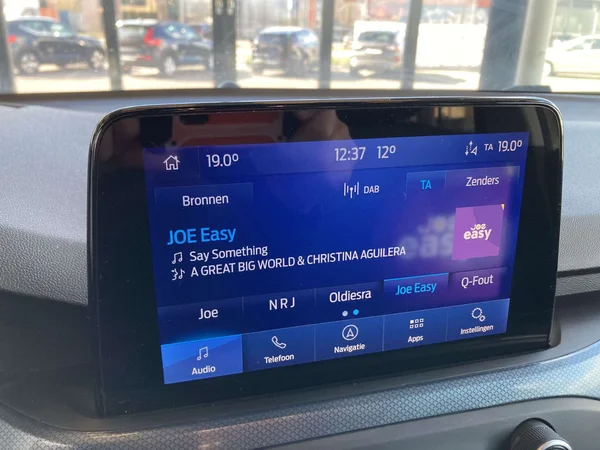 19.0°
12:37 12°
TA 19.0°
Bronnen
DAB
TA
Zenders
JOE Easy
Say Something
A GREAT BIG WORLD & CHRISTINA AGUILERA
JOE
easy
Joe
NRJ
Oldiesra
Joe Easy
Q-Fout
Audio
Telefoon
Navigatie
Apps
Instellingen